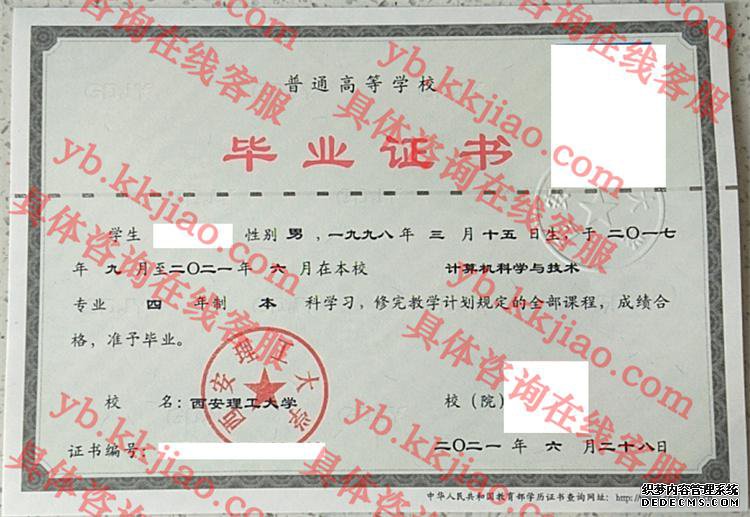 普通高等学校
毕业证书
学生 性别 男 ,一九九八年 三 月 十五 日生,于 二〇一七
年 九 月至二〇二一年 六 月在本校 计算机科学与技术
专业 四 年制 本 科学习,修完教学计划规定的全部课程,成绩合
格,准予毕业。
校 名:西安理工大学 校(院)
西安理工大学
证书编号: 二〇二一 年 六 月 二十八日
中华人民共和国教育部学历证书查询网址: http://
具体咨询在线客服
yb.kkjiao.com
织梦内容管理系统
DEDECMS.COM